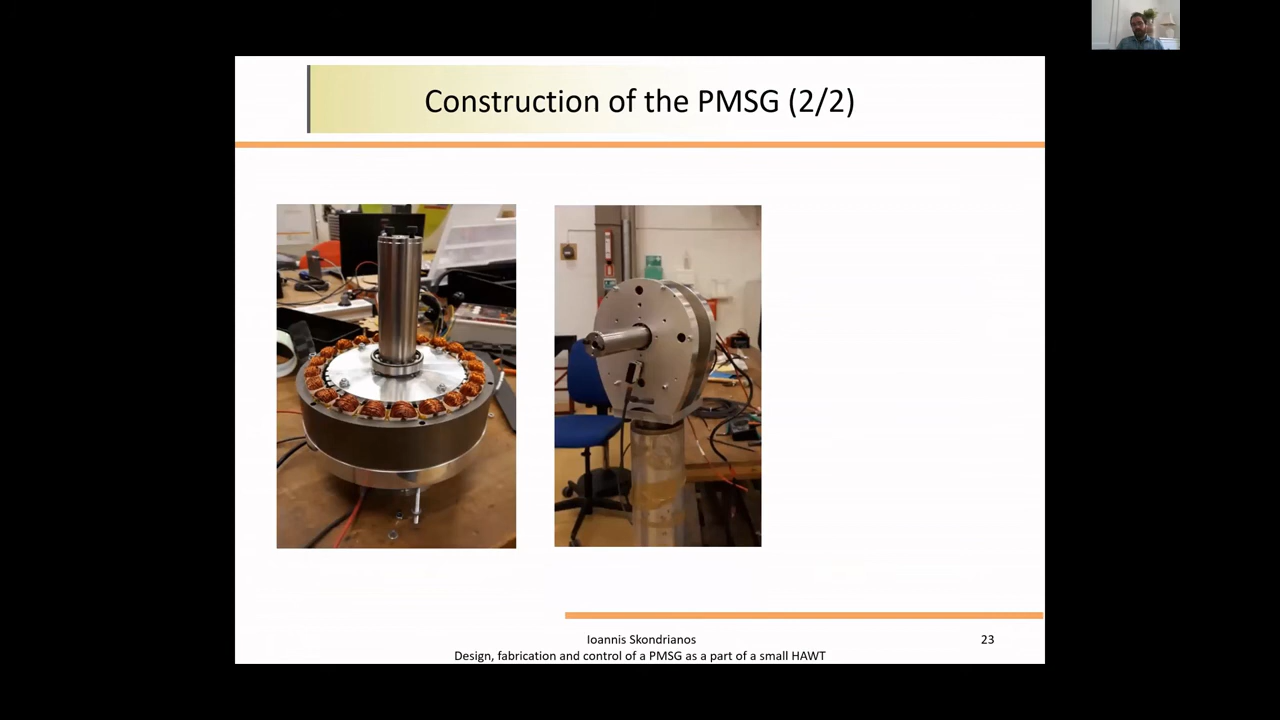 Construction of the PMSG (2/2)
Ioannis Skondrianos
23
Design, fabrication and control of a PMSG as a part of a small HAWT